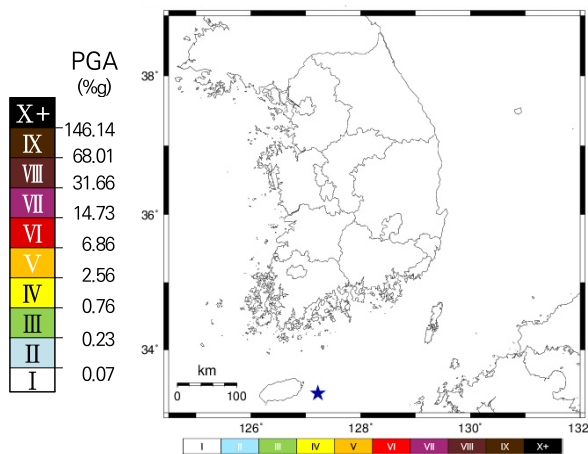 PGA
(%g)
X+
146.14
IX
68.01
VIII
31.66
VII
14.73
VI
6.86
V
2.56
IV
0.76
III
0.23
II
0.07
I
38°
36°
34°
km
0 100
126° 128° 130° 132
I II III IV V VI VII VIII IX X+